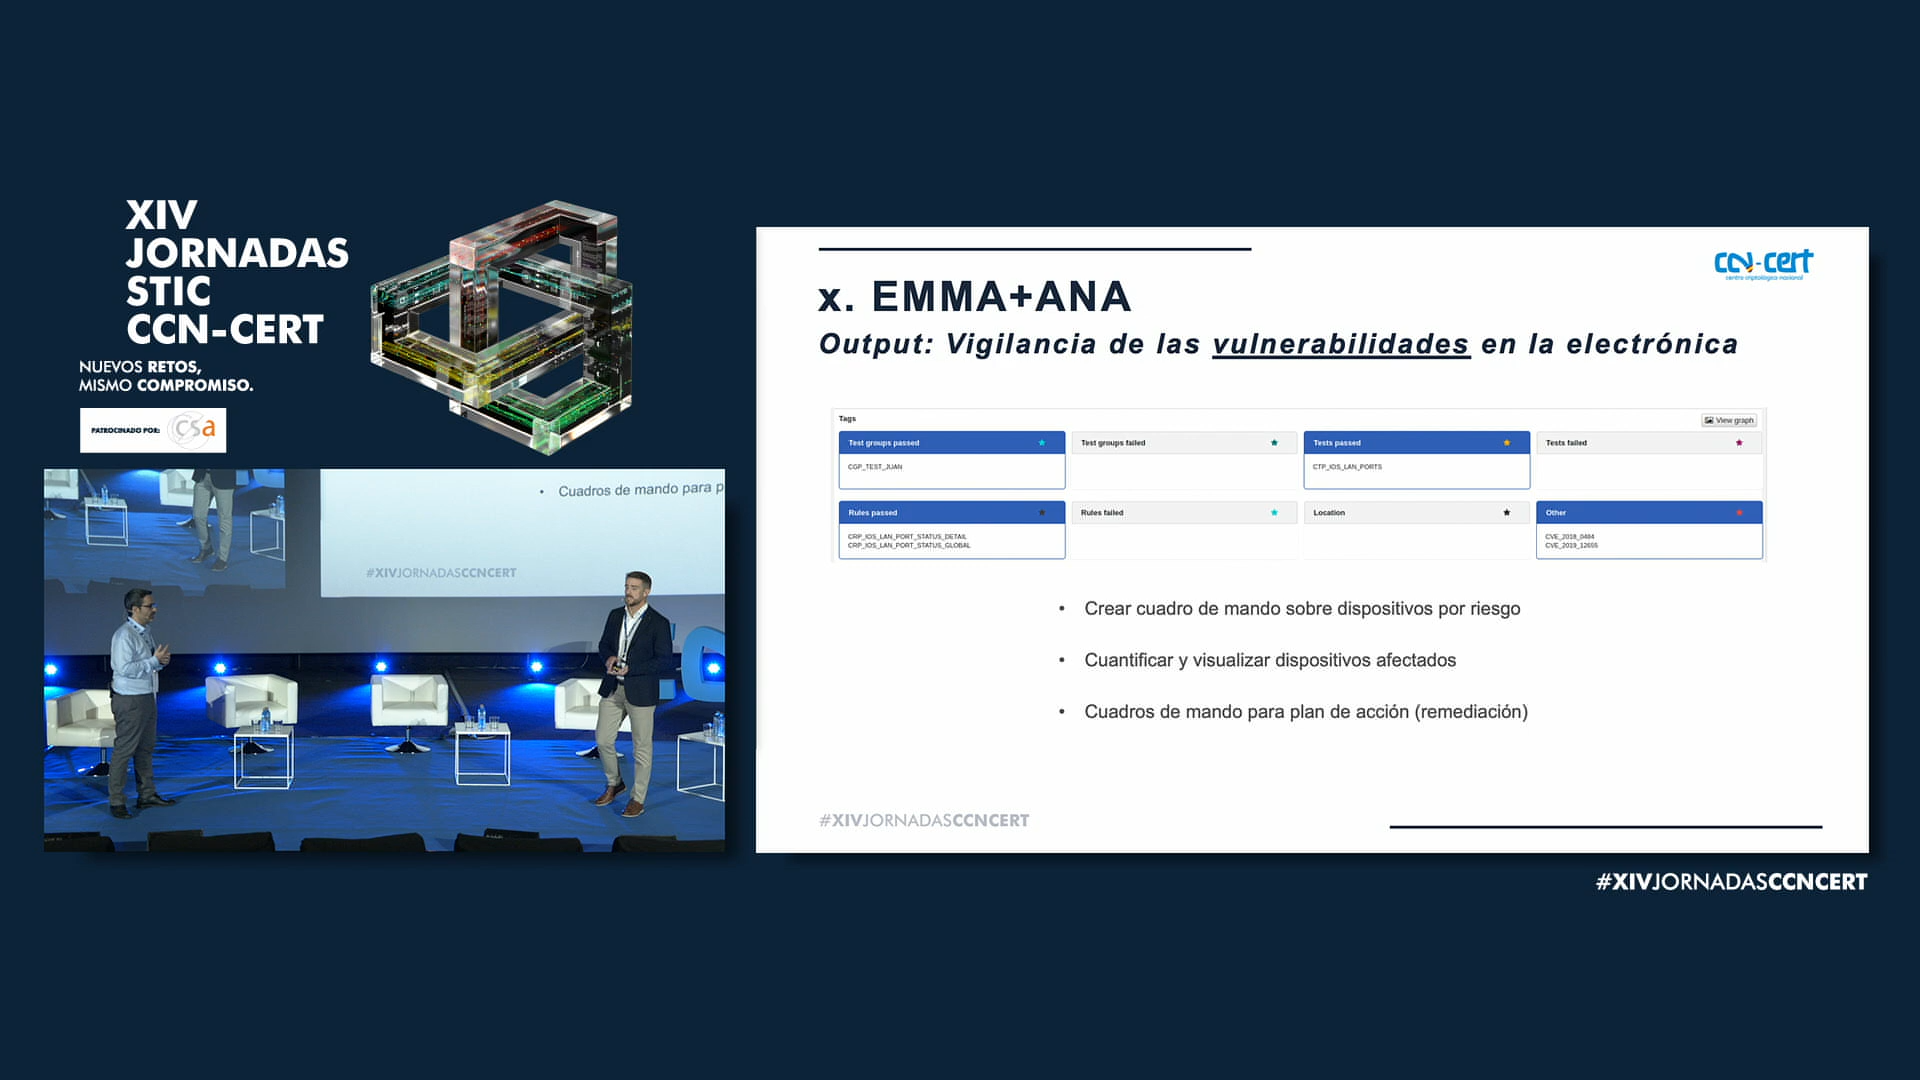 XIV
JORNADAS
STIC
CCN-CERT
NUEVOS RETOS,
MISMO COMPROMISO.
PATROCINADO POR: csa
• Cuadros de mando para p
#XIVJORNADASCCNCERT
ccn-cert
centro criptológico nacional
x. EMMA+ANA
Output: Vigilancia de las vulnerabilidades en la electrónica
Tags
View graph
Test groups passed
Test groups failed
Tests passed
Tests failed
CGP_TEST_JUAN
CTP_IOS_LAN_PORTS
Rules passed
Rules failed
Location
Other
CRP_IOS_LAN_PORT_STATUS_DETAIL
CRP_IOS_LAN_PORT_STATUS_GLOBAL
CVE_2018_0484
CVE_2019_12655
• Crear cuadro de mando sobre dispositivos por riesgo
• Cuantificar y visualizar dispositivos afectados
• Cuadros de mando para plan de acción (remediación)
#XIVJORNADASCCNCERT
#XIVJORNADASCCNCERT